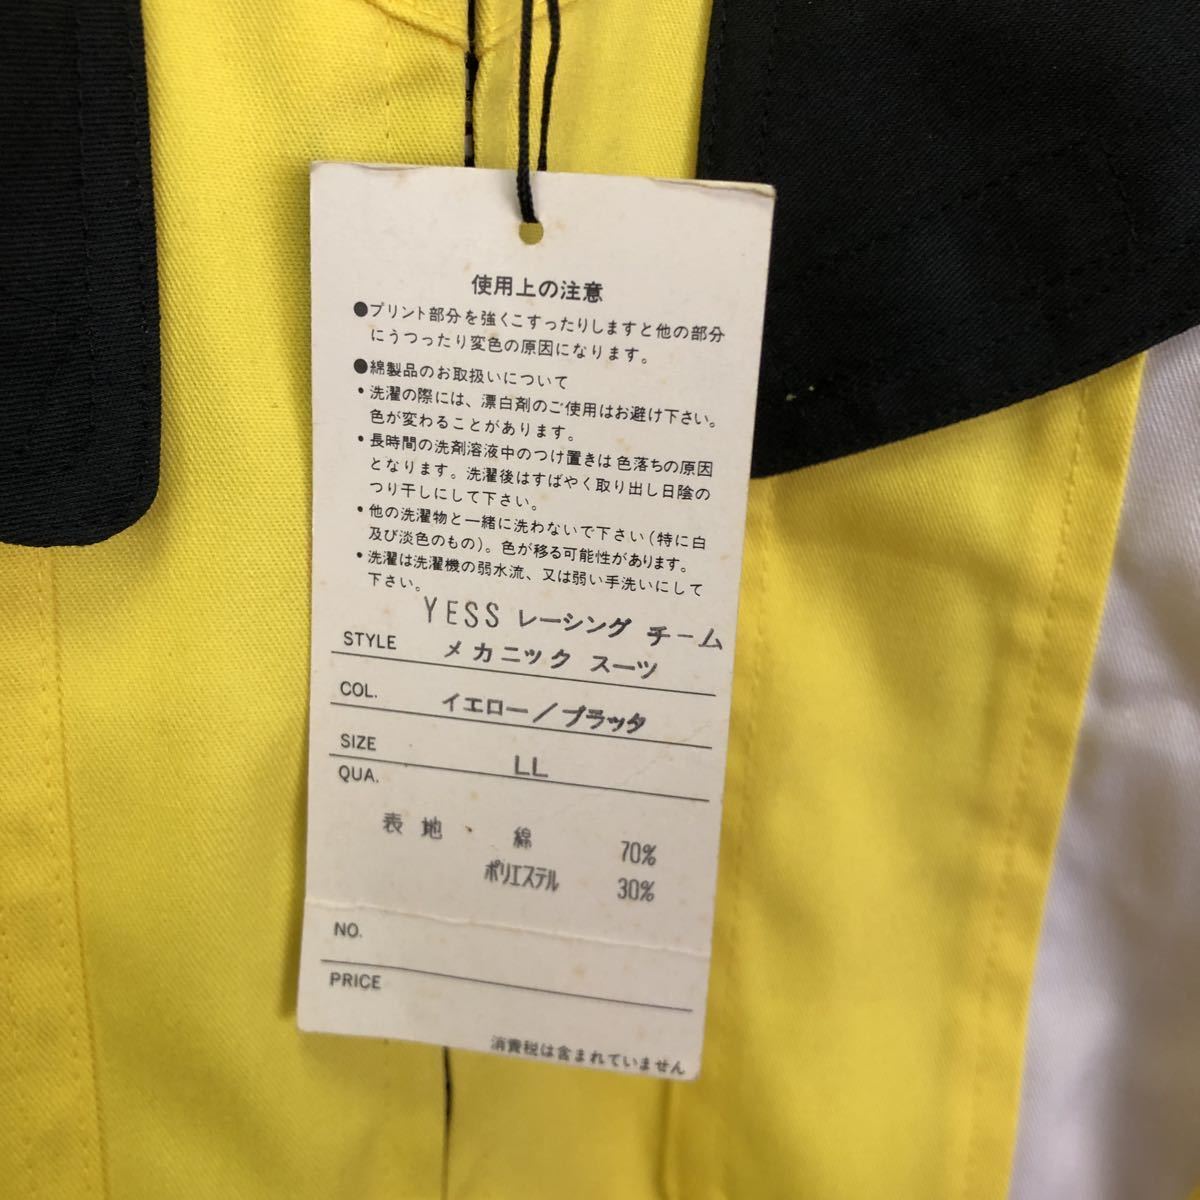 使用上の注意
●プリント部分を強くこすったりしますと他の部分
にうつったり変色の原因になります。
●綿製品のお取扱いについて
・洗濯の際には、漂白剤のご使用はお避け下さい。
色が変わることがあります。
・長時間の洗剤溶液中のつけ置きは色落ちの原因
となります。洗濯後はすばやく取り出し日陰の
つり干しにして下さい。
・他の洗濯物と一緒に洗わないで下さい(特に白
及び淡色のもの)。色が移る可能性があります。
・洗濯は洗濯機の弱水流、又は弱い手洗いにして
下さい。
YESS レーシング チーム
STYLE メカニック スーツ
COL. イエロー/ブラック
SIZE LL
QUA.
表地 綿 70%
ポリエステル 30%
NO.
PRICE
消費税は含まれていません